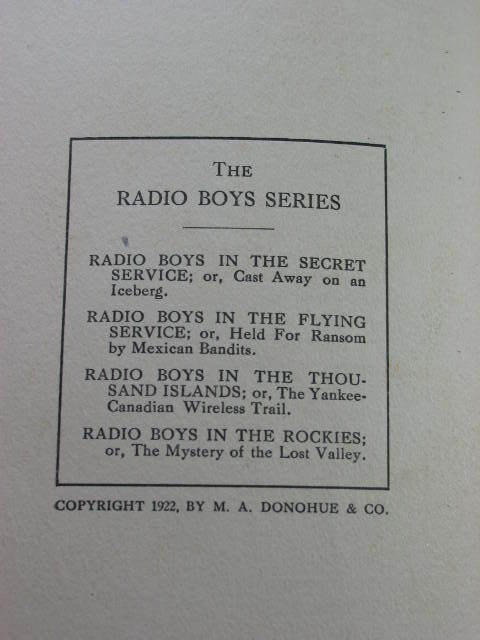 THE
RADIO BOYS SERIES
RADIO BOYS IN THE SECRET
SERVICE; or, Cast Away on an
Iceberg.
RADIO BOYS IN THE FLYING
SERVICE; or, Held For Ransom
by Mexican Bandits.
RADIO BOYS IN THE THOU-
SAND ISLANDS; or, The Yankee-
Canadian Wireless Trail.
RADIO BOYS IN THE ROCKIES;
or, The Mystery of the Lost Valley.
COPYRIGHT 1922, BY M. A. DONOHUE & CO.